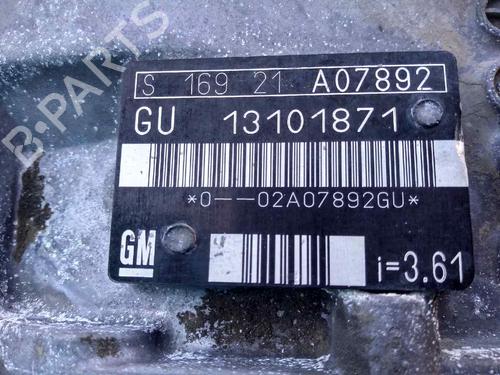 B-PARTS
S 169 21 A07892
GU 13101871
*0--02A07892GU*
GM
i=3.61